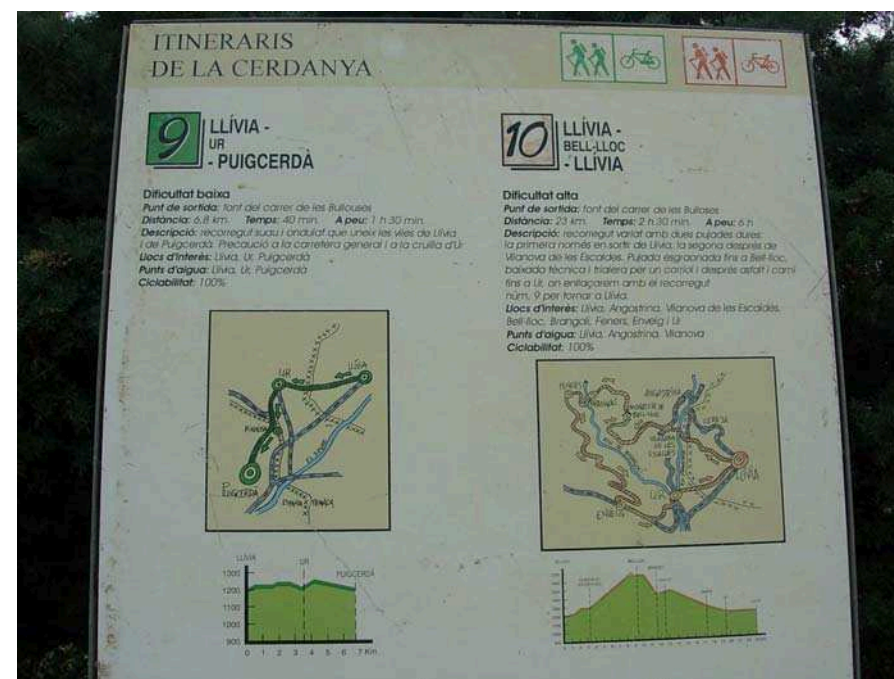 ITINERARIS
DE LA CERDANYA
9
LLÍVIA -
UR
- PUIGCERDÀ
Dificultat baixa
Punt de sortida: font del carrer de les Bulloses
Distància: 6,8 km. Temps: 40 min. A peu: 1 h 30 min.
Descripció: recorregut suau i ondulat que uneix les viles de Llívia
i de Puigcerdà. Precaució a la carretera general i a la cruïlla d'Ur
Llocs d'interès: Llívia, Ur, Puigcerdà
Punts d'aigua: Llívia, Ur, Puigcerdà
Ciclabilitat: 100%
UR
LLÍVIA
PUIGCERDÀ
LLÍVIA
UR
PUIGCERDÀ
1300
1200
1100
1000
900
0 1 2 3 4 5 6 7 Km
10
LLÍVIA -
BELL-LLOC
- LLÍVIA
Dificultat alta
Punt de sortida: font del carrer de les Bulloses
Distància: 23 km. Temps: 2 h 30 min. A peu: 6 h
Descripció: recorregut variat amb dues pujades dures:
la primera només en sortir de Llívia, la segona després de
Vilanova de les Escaldes. Pujada esgraonada fins a Bell-lloc,
baixada tècnica i trialera per un corriol i després asfalt i camí
fins a Ur, on enllaçarem amb el recorregut
núm. 9 per tornar a Llívia.
Llocs d'interès: Llívia, Angostrina, Vilanova de les Escaldes,
Bell-lloc, Brangalí, Feners, Enveig i Ur
Punts d'aigua: Llívia, Angostrina, Vilanova
Ciclabilitat: 100%
ANGOSTRINA
LLÍVIA
UR
ENVEIG